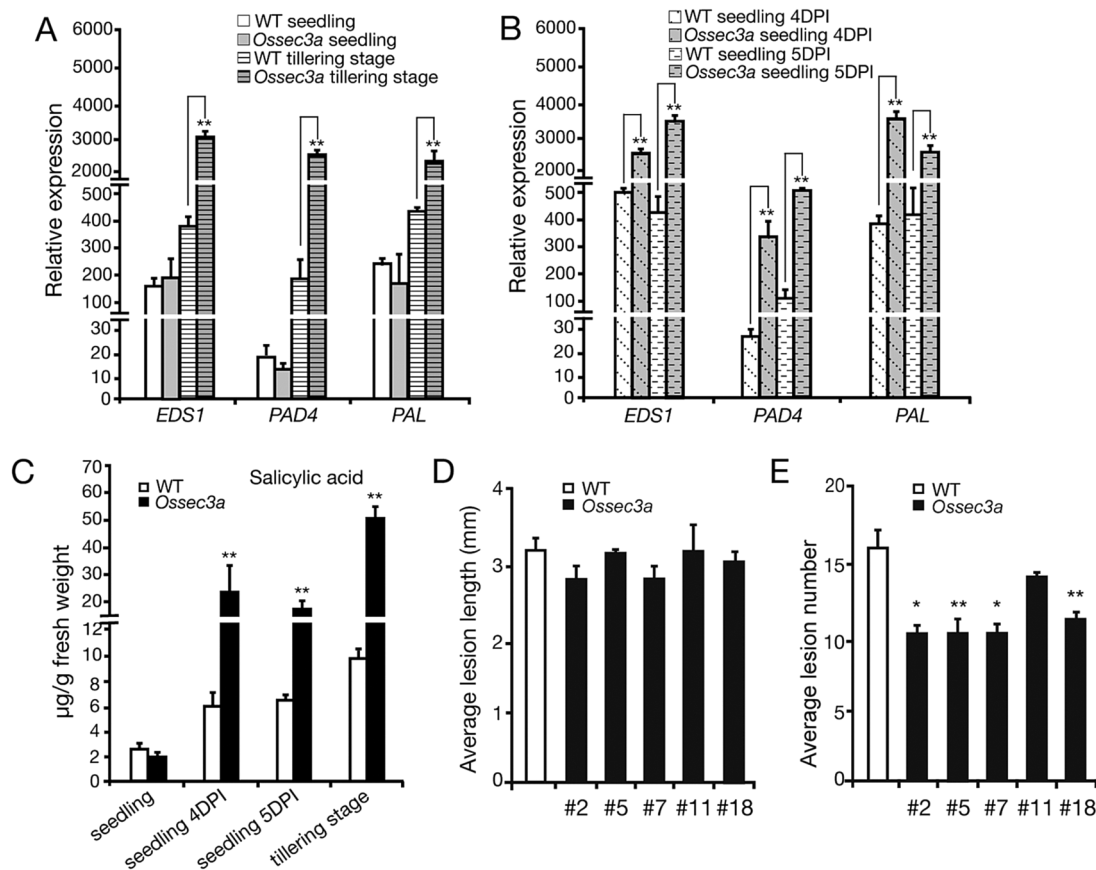 A
WT seedling
Ossec3a seedling
WT tillering stage
Ossec3a tillering stage
Relative expression
6000
4000
3000
2000
500
400
300
200
100
30
20
10
0
**
**
**
EDS1 PAD4 PAL
B
WT seedling 4DPI
Ossec3a seedling 4DPI
WT seedling 5DPI
Ossec3a seedling 5DPI
Relative expression
6000
4000
3000
2000
500
400
300
200
100
30
20
10
0
** ** ** ** ** **
EDS1 PAD4 PAL
C
Salicylic acid
WT
Ossec3a
µg/g fresh weight
70
60
50
40
30
20
12
10
8
6
4
2
0
** ** **
seedling
seedling 4DPI
seedling 5DPI
tillering stage
D
WT
Ossec3a
Average lesion length (mm)
4
3
2
1
0
#2 #5 #7 #11 #18
E
WT
Ossec3a
Average lesion number
20
15
10
5
0
* ** * **
#2 #5 #7 #11 #18